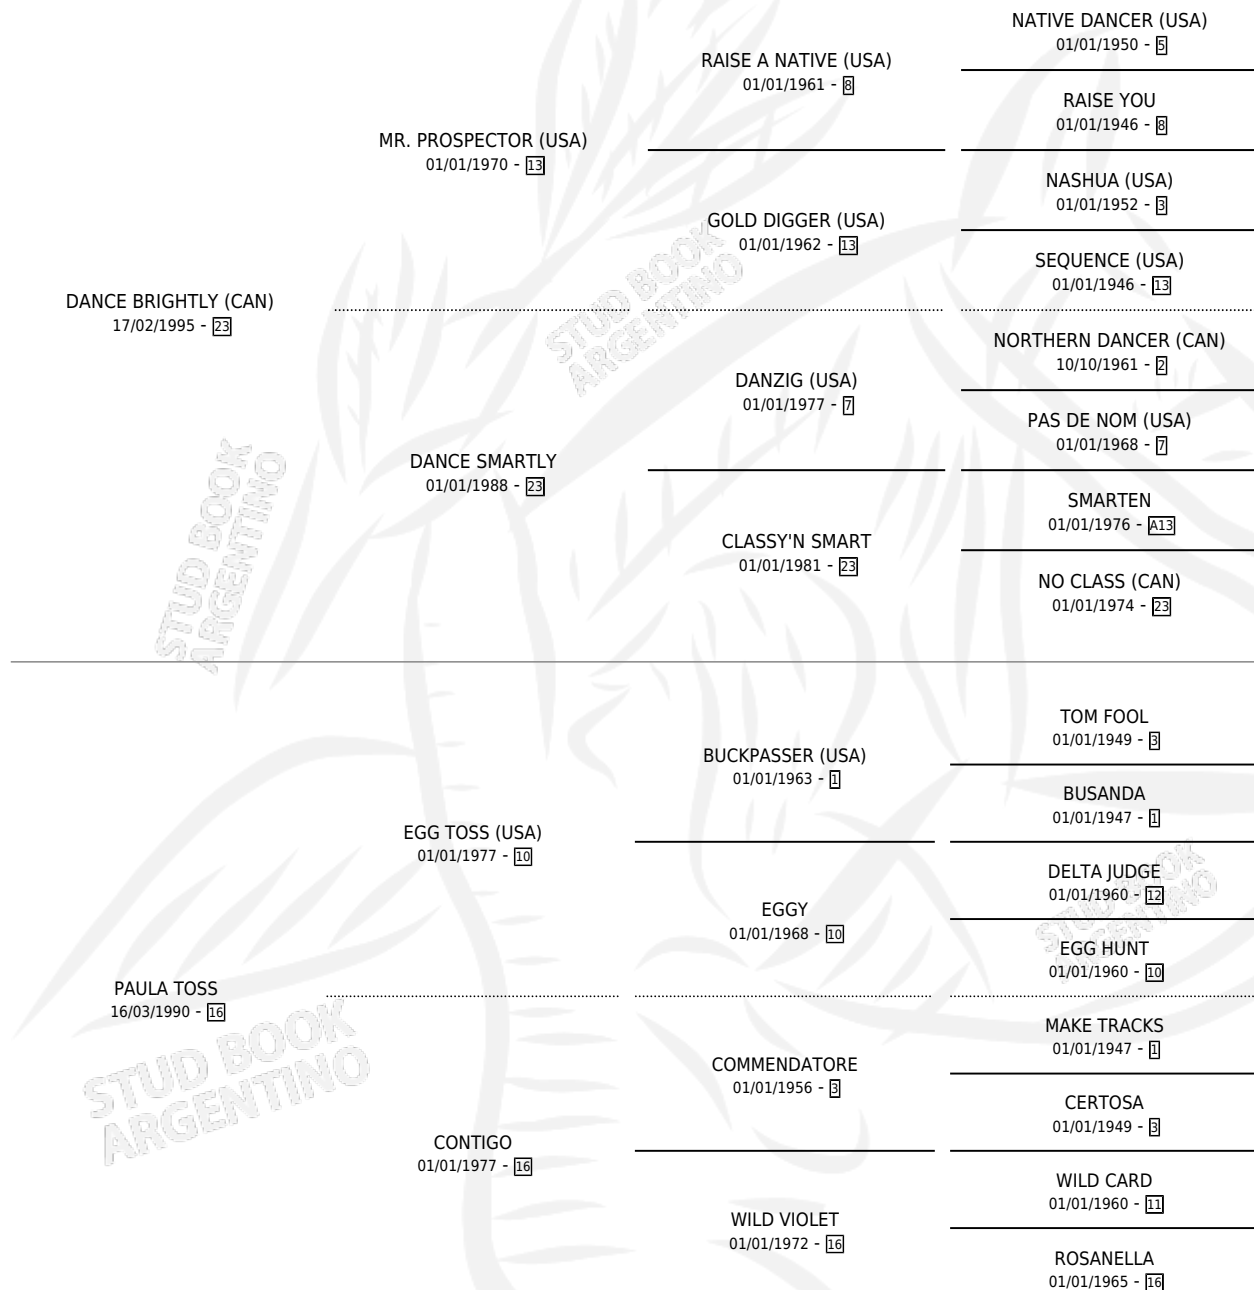 NATIVE DANCER (USA)
01/01/1950 - 5
RAISE A NATIVE (USA)
01/01/1961 - 8
RAISE YOU
01/01/1946 - 8
MR. PROSPECTOR (USA)
01/01/1970 - 13
NASHUA (USA)
01/01/1952 - 3
GOLD DIGGER (USA)
01/01/1962 - 13
SEQUENCE (USA)
01/01/1946 - 13
DANCE BRIGHTLY (CAN)
17/02/1995 - 23
STUD BOOK
ARGENTINO
NORTHERN DANCER (CAN)
10/10/1961 - 2
DANZIG (USA)
01/01/1977 - 7
PAS DE NOM (USA)
01/01/1968 - 7
DANCE SMARTLY
01/01/1988 - 23
SMARTEN
01/01/1976 - A13
CLASSY'N SMART
01/01/1981 - 23
NO CLASS (CAN)
01/01/1974 - 23
STUD BOOK
ARGENTINO
TOM FOOL
01/01/1949 - 3
BUCKPASSER (USA)
01/01/1963 - 1
BUSANDA
01/01/1947 - 1
EGG TOSS (USA)
01/01/1977 - 10
DELTA JUDGE
01/01/1960 - 12
EGGY
01/01/1968 - 10
EGG HUNT
01/01/1960 - 10
STUD BOOK
ARGENTINO
PAULA TOSS
16/03/1990 - 16
MAKE TRACKS
01/01/1947 - 1
COMMENDATORE
01/01/1956 - 3
CERTOSA
01/01/1949 - 3
STUD BOOK
ARGENTINO
CONTIGO
01/01/1977 - 16
WILD CARD
01/01/1960 - 11
WILD VIOLET
01/01/1972 - 16
ROSANELLA
01/01/1965 - 16